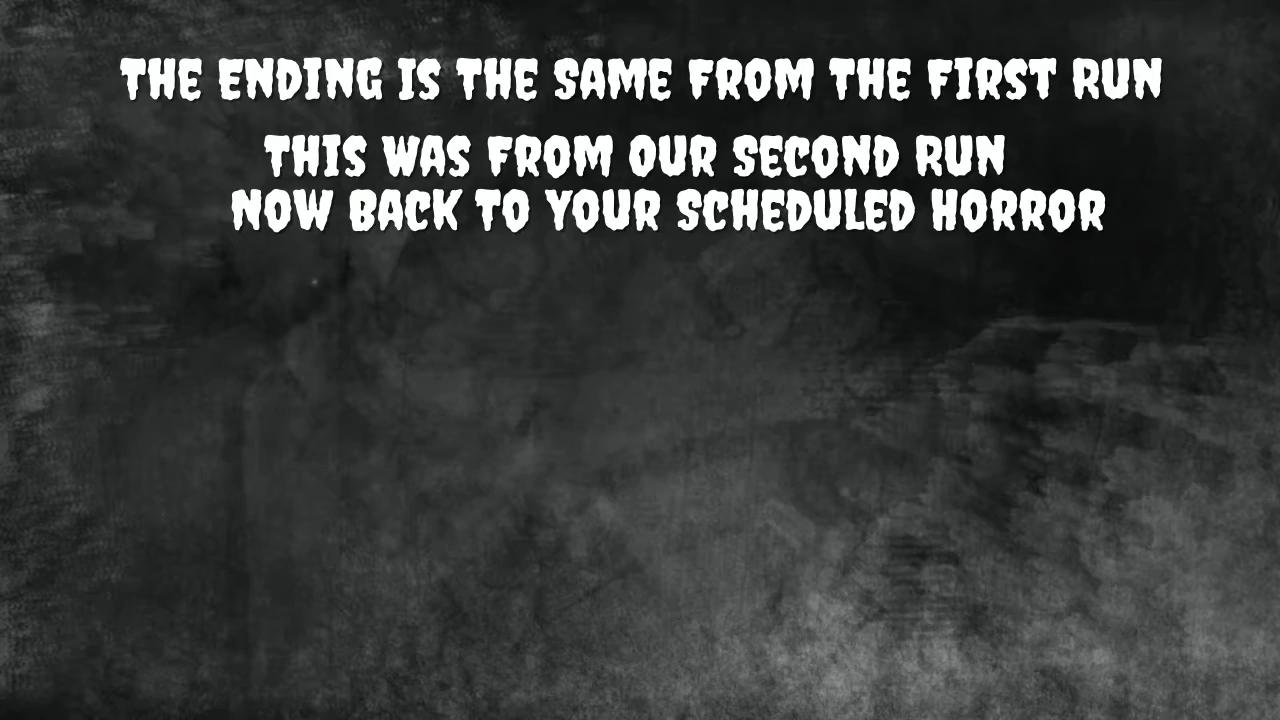 THE ENDING IS THE SAME FROM THE FIRST RUN
THIS WAS FROM OUR SECOND RUN
NOW BACK TO YOUR SCHEDULED HORROR